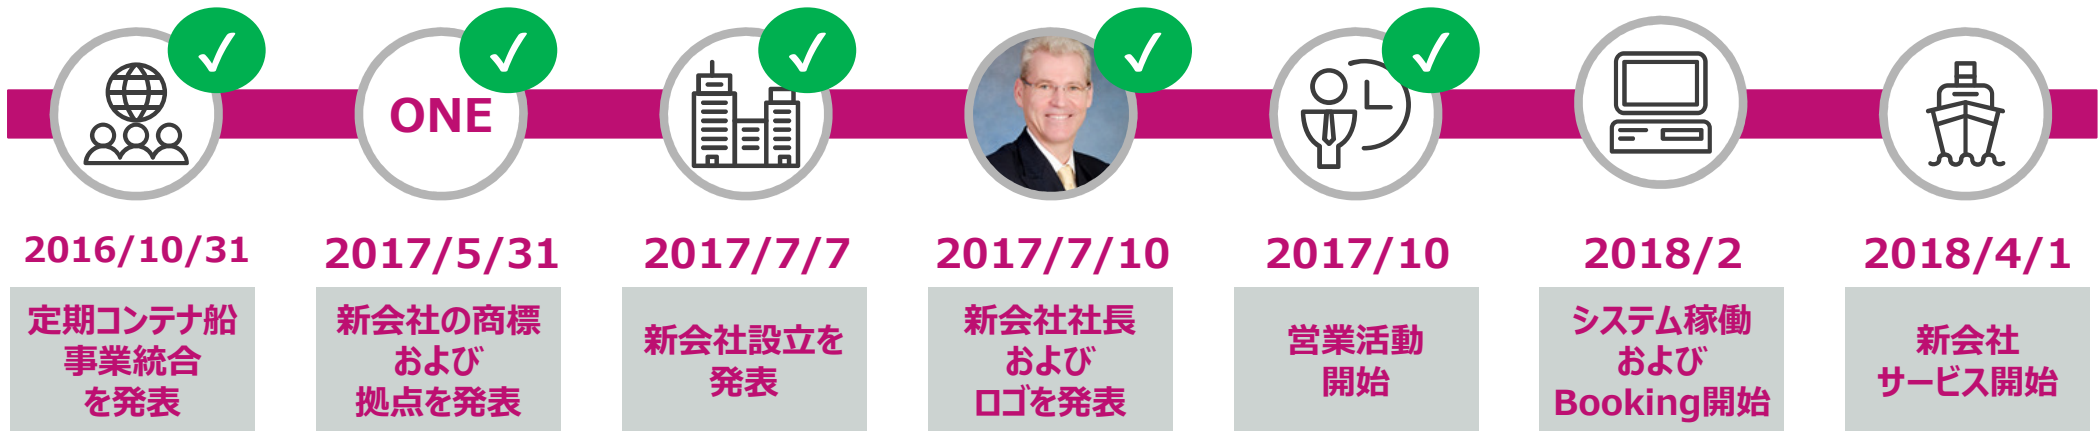 ONE
2016/10/31
定期コンテナ船
事業統合
を発表
2017/5/31
新会社の商標
および
拠点を発表
2017/7/7
新会社設立を
発表
2017/7/10
新会社社長
および
ロゴを発表
2017/10
営業活動
開始
2018/2
システム稼働
および
Booking開始
2018/4/1
新会社
サービス開始